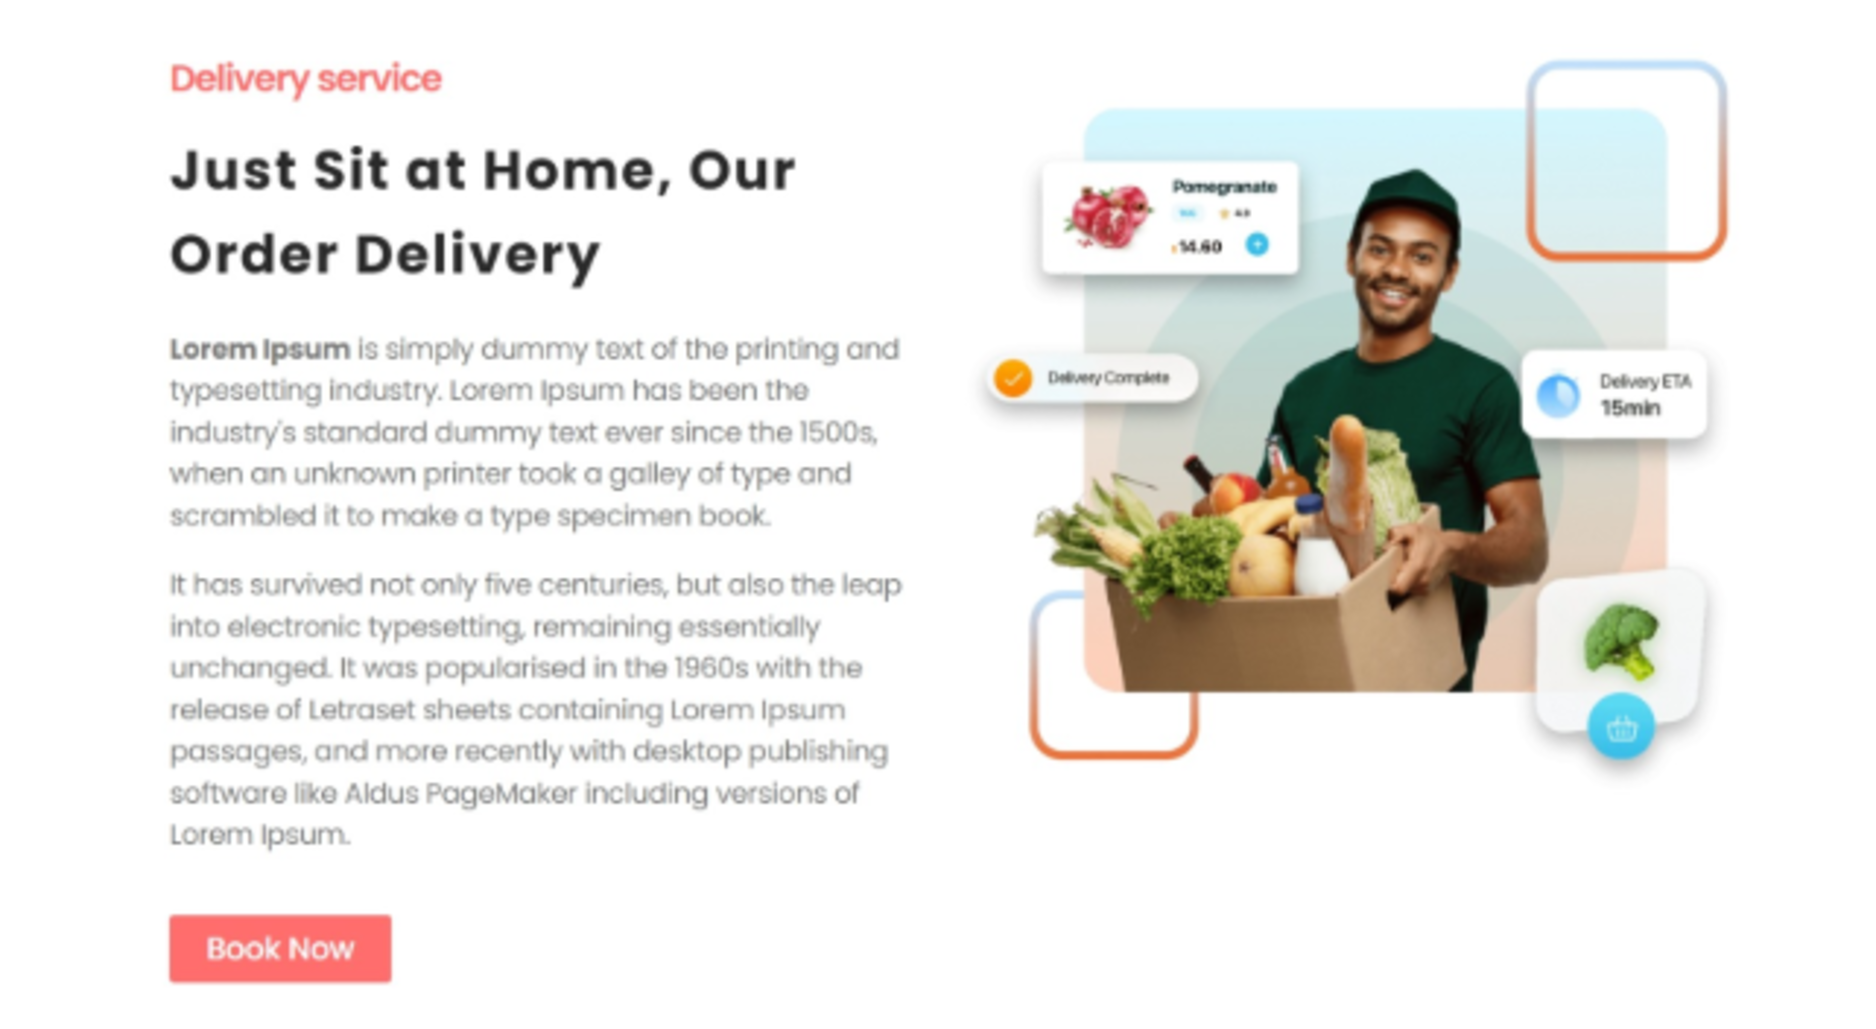 Delivery service
Just Sit at Home, Our
Order Delivery
Lorem Ipsum is simply dummy text of the printing and
typesetting industry. Lorem Ipsum has been the
industry's standard dummy text ever since the 1500s,
when an unknown printer took a galley of type and
scrambled it to make a type specimen book.
It has survived not only five centuries, but also the leap
into electronic typesetting, remaining essentially
unchanged. It was popularised in the 1960s with the
release of Letraset sheets containing Lorem Ipsum
passages, and more recently with desktop publishing
software like Aldus PageMaker including versions of
Lorem Ipsum.
Book Now
Pomegranate
4.9
14.60
Delivery Complete
Delivery ETA
15min